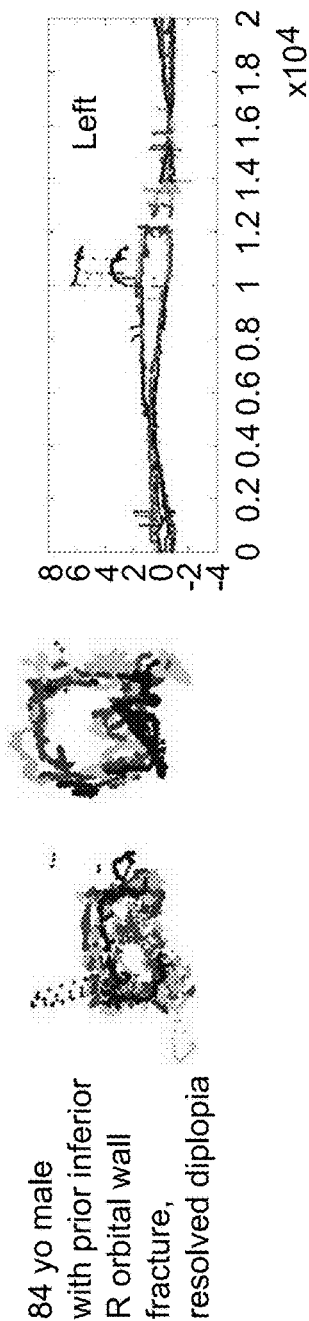 84 yo male
with prior inferior
R orbital wall
fracture,
resolved diplopia
Left
8
6
4
2
0
-2
-4
0 0.2 0.4 0.6 0.8 1 1.2 1.4 1.6 1.8 2
x10⁴